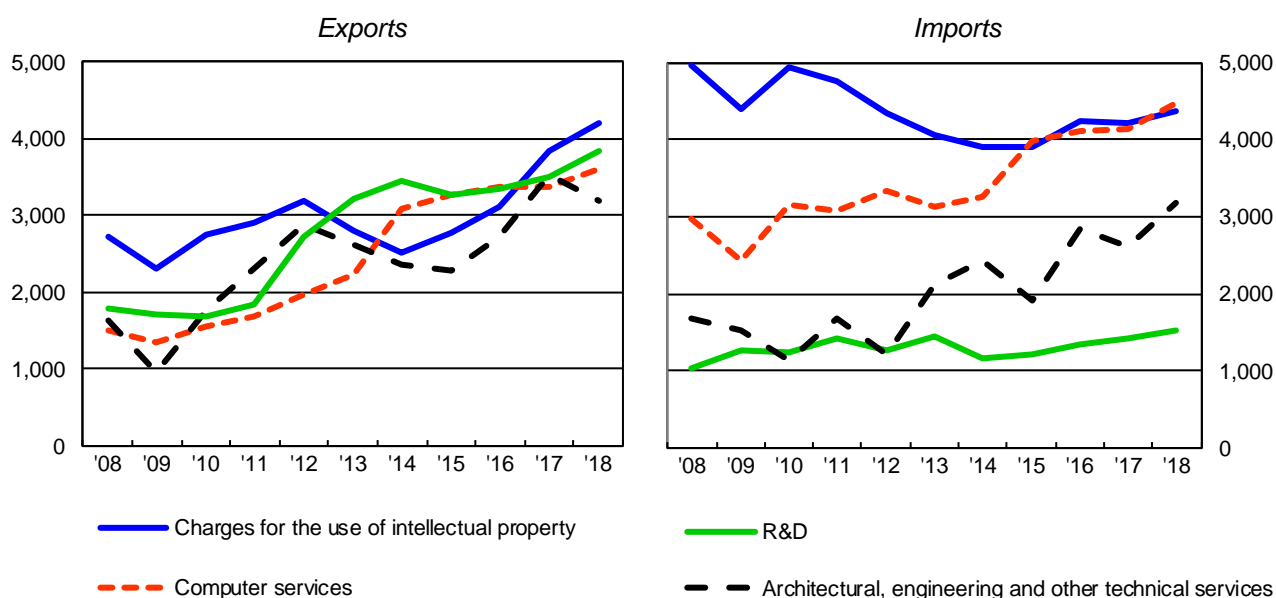 Exports
Imports
5,000
4,000
3,000
2,000
1,000
0
'08 '09 '10 '11 '12 '13 '14 '15 '16 '17 '18
5,000
4,000
3,000
2,000
1,000
0
'08 '09 '10 '11 '12 '13 '14 '15 '16 '17 '18
Charges for the use of intellectual property
R&D
Computer services
Architectural, engineering and other technical services